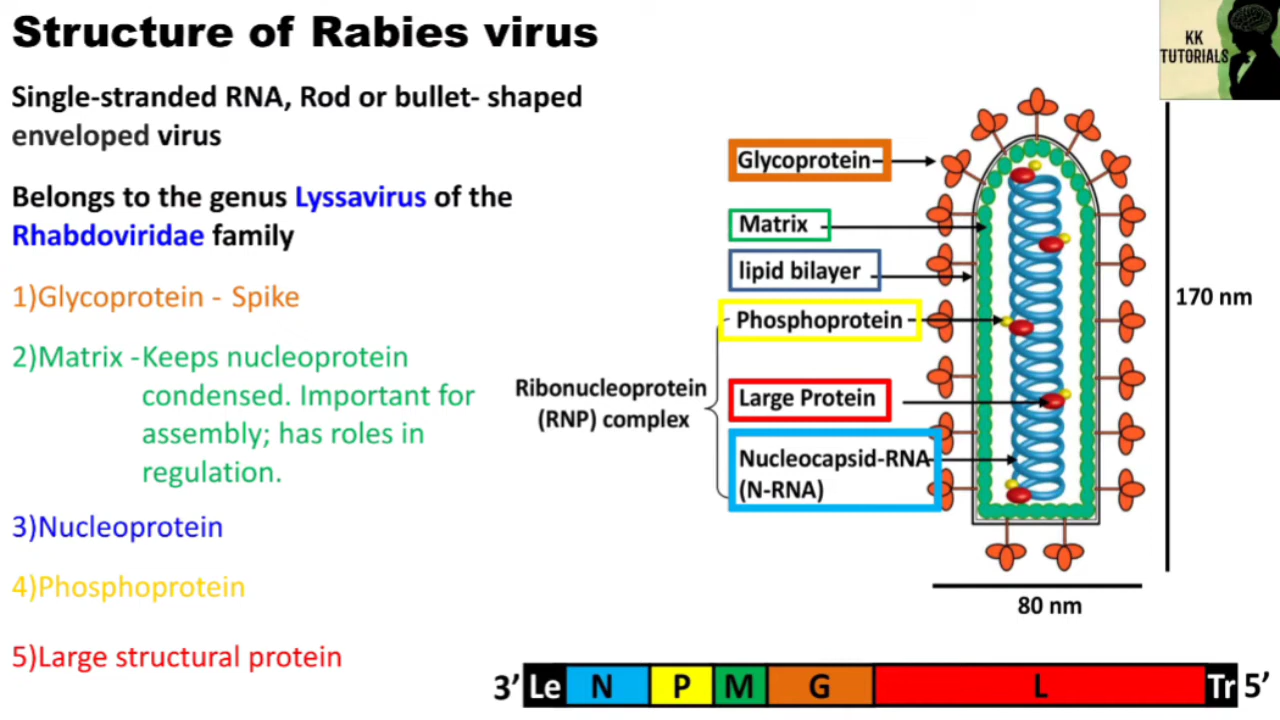 Structure of Rabies virus
KK
TUTORIALS
Single-stranded RNA, Rod or bullet- shaped
enveloped virus
Belongs to the genus Lyssavirus of the
Rhabdoviridae family
1)Glycoprotein - Spike
2)Matrix -Keeps nucleoprotein
condensed. Important for
assembly; has roles in
regulation.
3)Nucleoprotein
4)Phosphoprotein
5)Large structural protein
Glycoprotein
Matrix
lipid bilayer
Phosphoprotein
Ribonucleoprotein
(RNP) complex
Large Protein
Nucleocapsid-RNA
(N-RNA)
170 nm
80 nm
3’ Le N P M G L Tr 5’